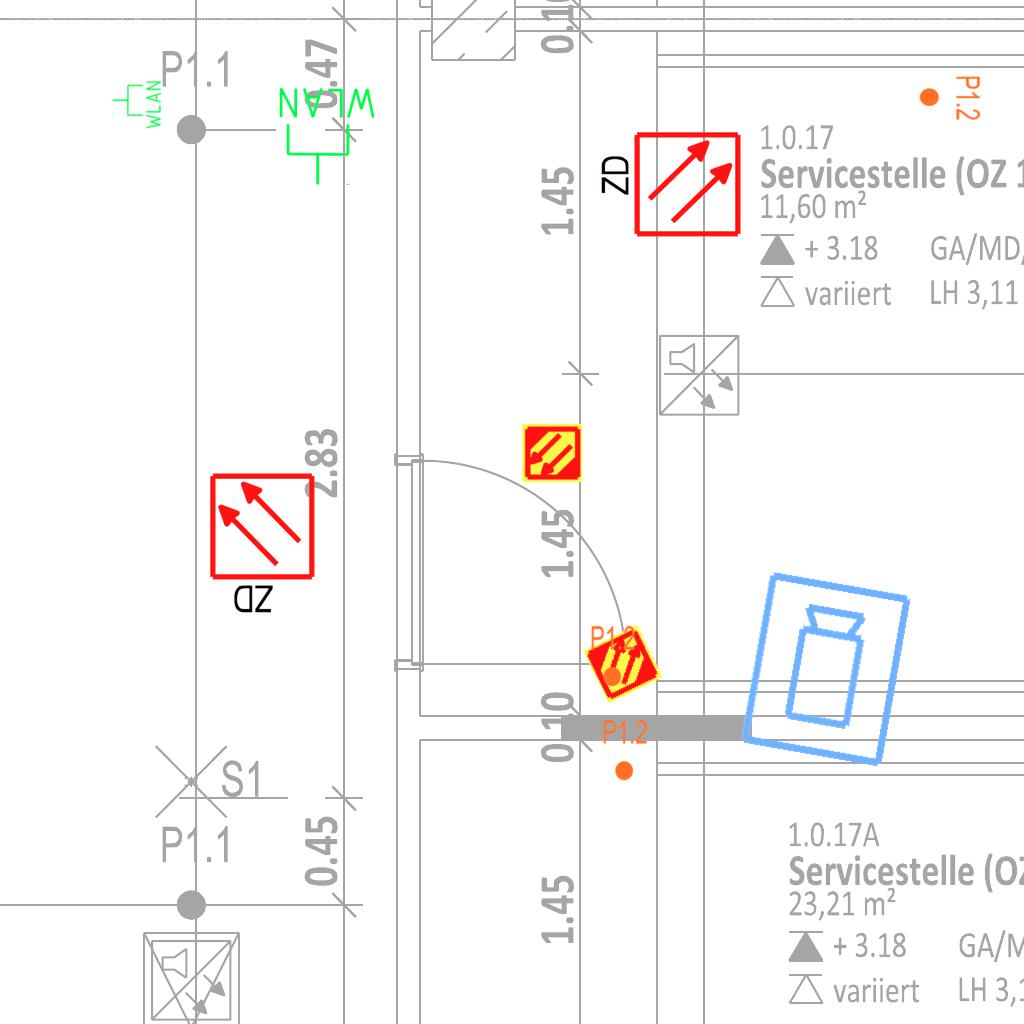 0.10
P1.1
0.47
WLAN
WLAN
P1.2
1.0.17
Servicestelle (OZ 1
11,60 m²
+ 3.18 GA/MD/
variiert LH 3,11
1.45
ZD
2.83
1.45
ZD
P1.2
0.10
P1.2
S1
P1.1
0.45
1.45
1.0.17A
Servicestelle (OZ
23,21 m²
+ 3.18 GA/M
variiert LH 3,1